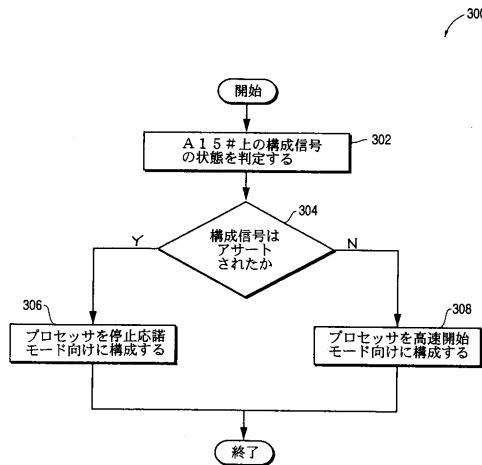 300
開始
A15#上の構成信号
の状態を判定する
302
304
構成信号は
アサート
されたか
Y
N
306
プロセッサを停止応諾
モード向けに構成する
308
プロセッサを高速開始
モード向けに構成する
終了